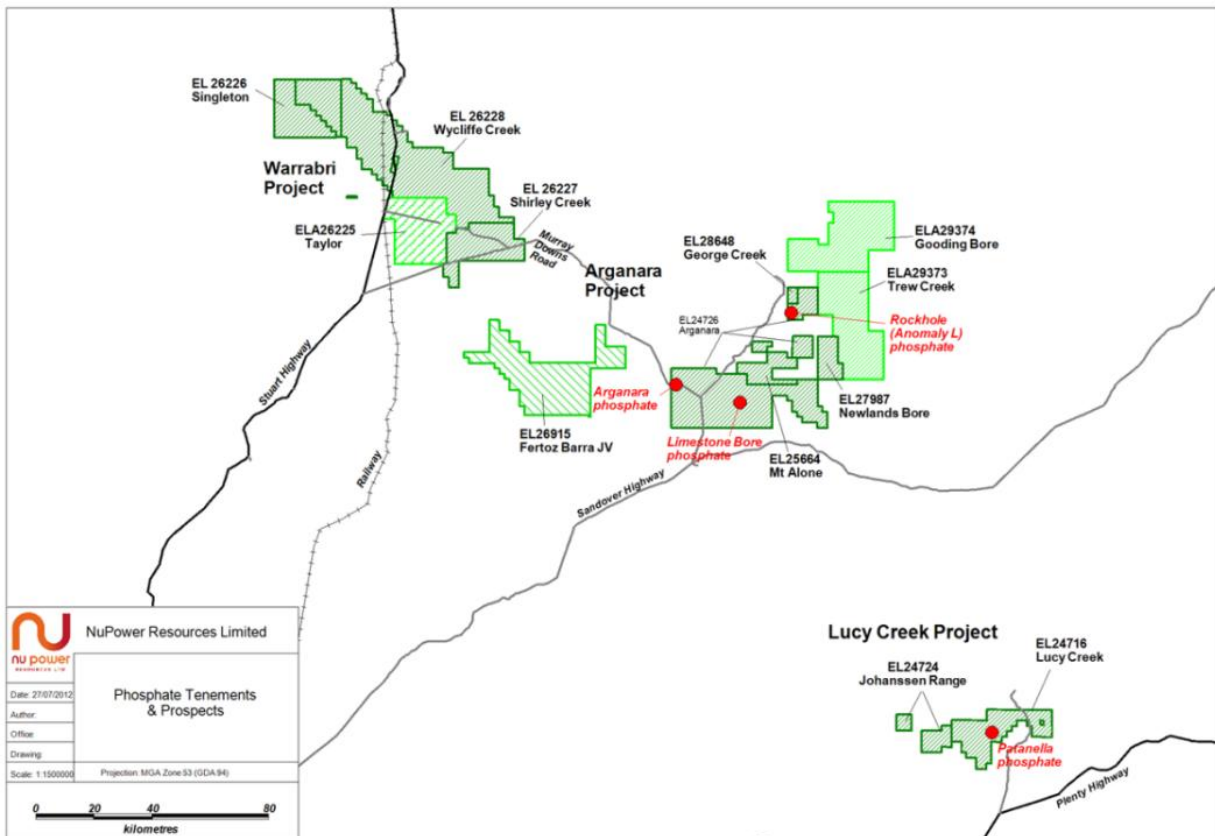 EL 26226
Singleton
EL 26228
Wycliffe Creek
Warrabri
Project
EL 26227
Shirley Creek
ELA26225
Taylor
Murray
Downs
Road
Arganara
Project
EL28648
George Creek
ELA29374
Gooding Bore
ELA29373
Trew Creek
EL24726
Arganara
Rockhole
(Anomaly L)
phosphate
Stuart Highway
Railway
EL26915
Fertoz Barra JV
Arganara
phosphate
Limestone Bore
phosphate
EL27987
Newlands Bore
EL25664
Mt Alone
Sandover Highway
Lucy Creek Project
EL24724
Johanssen Range
EL24716
Lucy Creek
Patanella
phosphate
Plenty Highway
nu power
RESOURCES LTD
NuPower Resources Limited
Phosphate Tenements
& Prospects
Date: 27/07/2012
Author:
Office:
Drawing:
Scale: 1:1500000
Projection: MGA Zone 53 (GDA 94)
0 20 40 80
kilometres